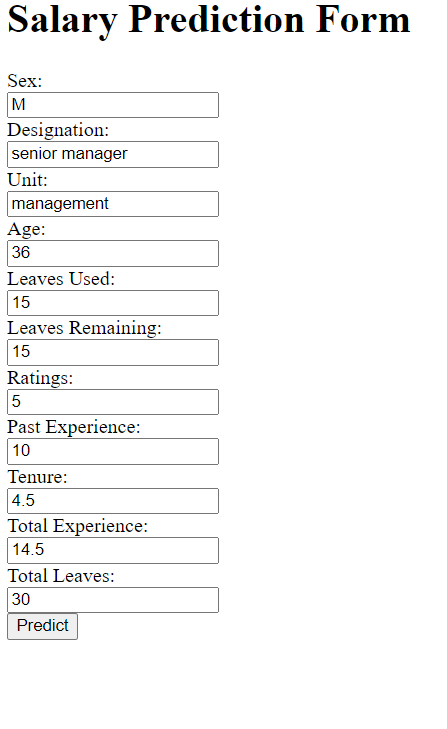 Salary Prediction Form
Sex:
M
Designation:
senior manager
Unit:
management
Age:
36
Leaves Used:
15
Leaves Remaining:
15
Ratings:
5
Past Experience:
10
Tenure:
4.5
Total Experience:
14.5
Total Leaves:
30
Predict